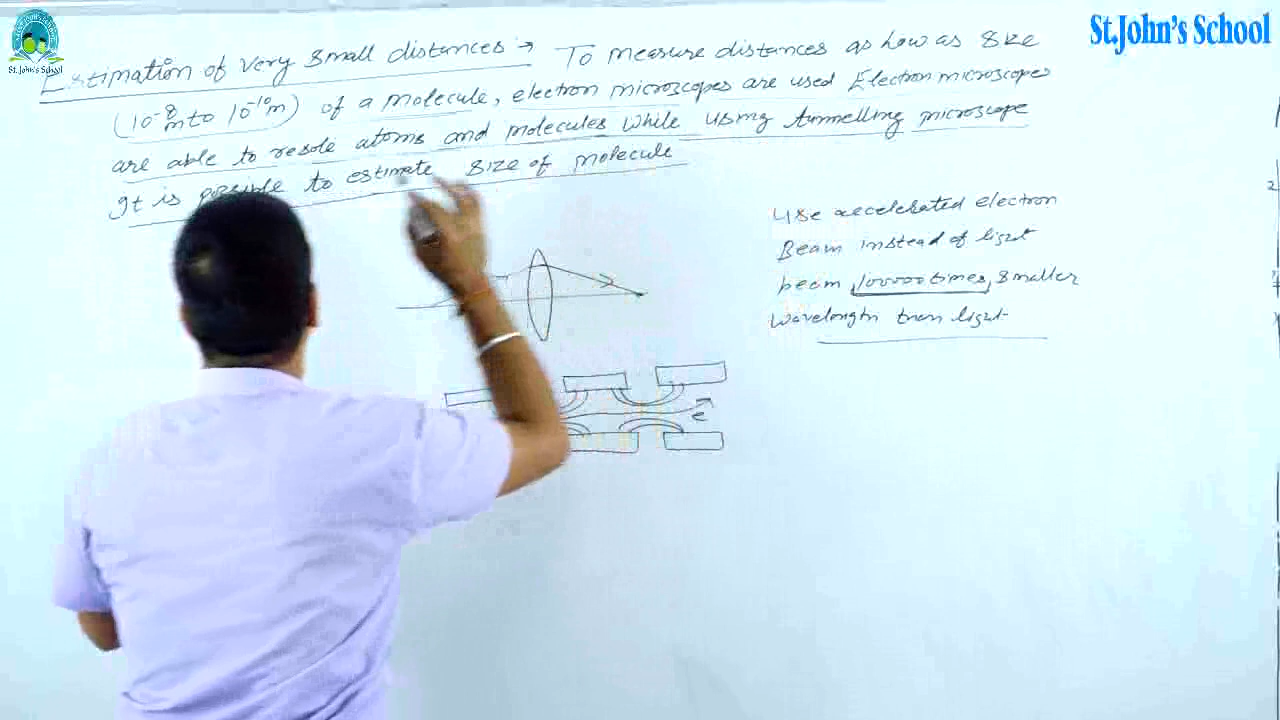 St. John's School
St.John's School
Estimation of very small distances → To measure distances as low as size
(10⁻⁸m to 10⁻¹⁰m) of a molecule, electron microscopes are used Electron microscopes
are able to resole atoms and molecules while using tunnelling microscope
It is possible to estimate size of molecule
use accelerated electron
Beam instead of light
beam 100000 times smaller
wavelength than light
e⁻